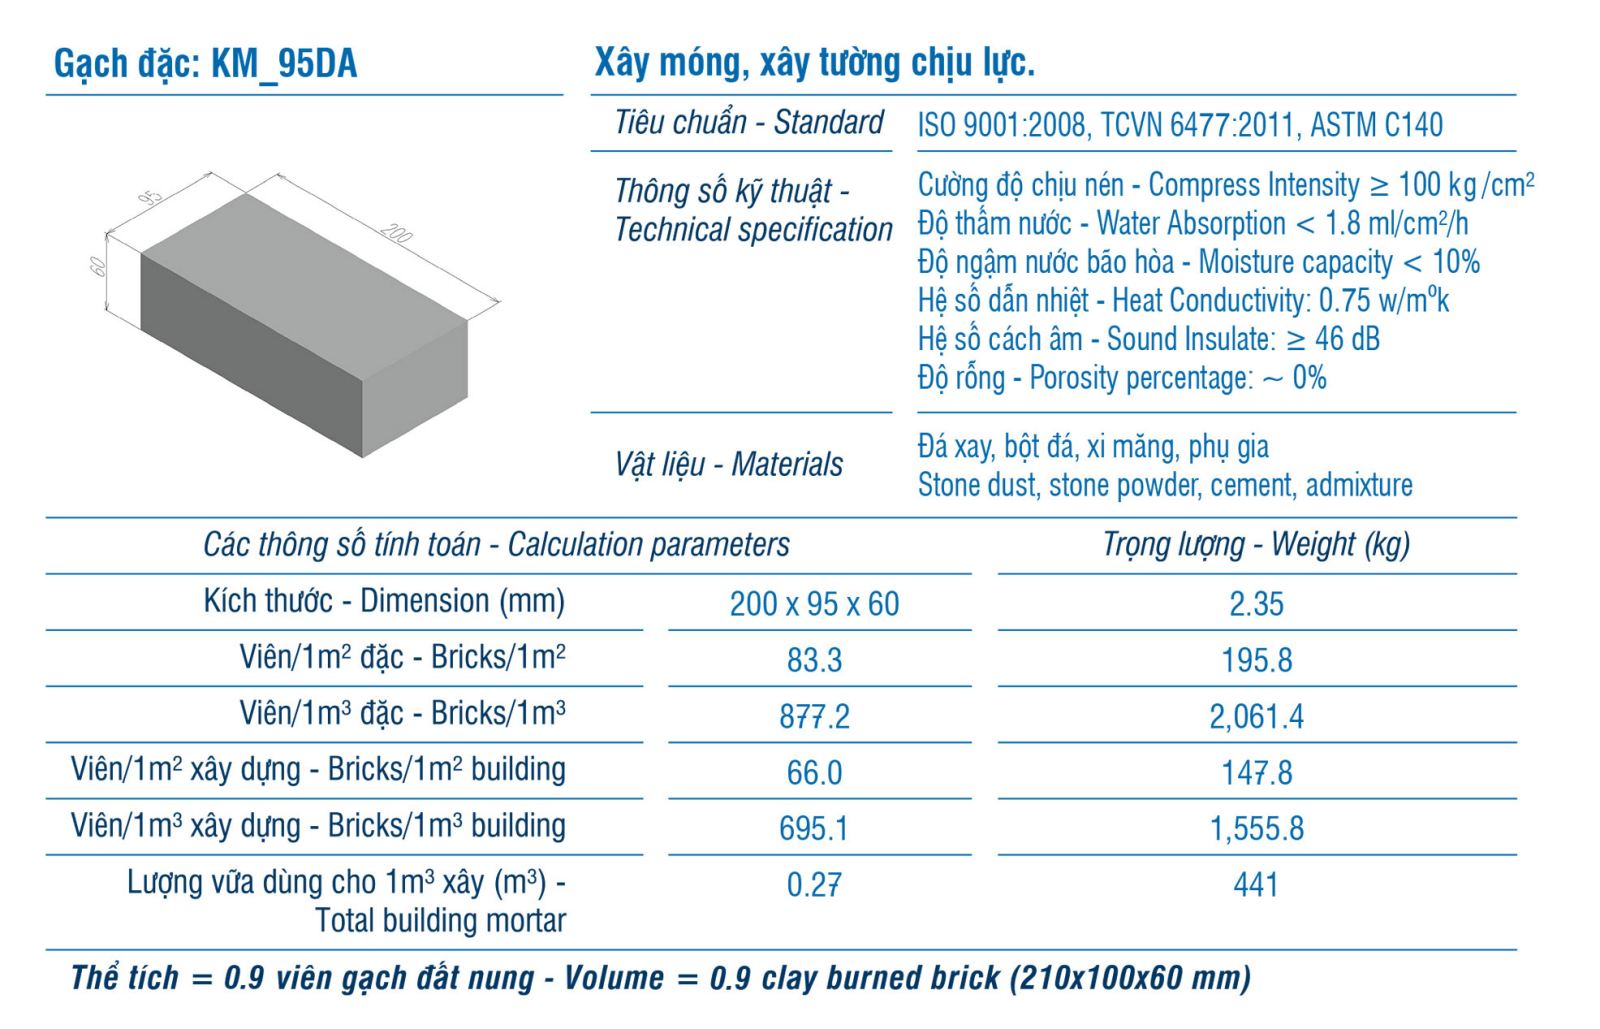 Gạch đặc: KM_95DA
Xây móng, xây tường chịu lực.
Tiêu chuẩn - Standard
ISO 9001:2008, TCVN 6477:2011, ASTM C140
Thông số kỹ thuật -
Technical specification
Cường độ chịu nén - Compress Intensity ≥ 100 kg/cm²
Độ thấm nước - Water Absorption < 1.8 ml/cm²/h
Độ ngậm nước bão hòa - Moisture capacity < 10%
Hệ số dẫn nhiệt - Heat Conductivity: 0.75 w/mºk
Hệ số cách âm - Sound Insulate: ≥ 46 dB
Độ rỗng - Porosity percentage: ~ 0%
95
200
60
Vật liệu - Materials
Đá xay, bột đá, xi măng, phụ gia
Stone dust, stone powder, cement, admixture
Các thông số tính toán - Calculation parameters
Trọng lượng - Weight (kg)
Kích thước - Dimension (mm)
200 x 95 x 60
2.35
Viên/1m² đặc - Bricks/1m²
83.3
195.8
Viên/1m³ đặc - Bricks/1m³
877.2
2,061.4
Viên/1m² xây dựng - Bricks/1m² building
66.0
147.8
Viên/1m³ xây dựng - Bricks/1m³ building
695.1
1,555.8
Lượng vữa dùng cho 1m³ xây (m³) -
Total building mortar
0.27
441
Thể tích = 0.9 viên gạch đất nung - Volume = 0.9 clay burned brick (210x100x60 mm)